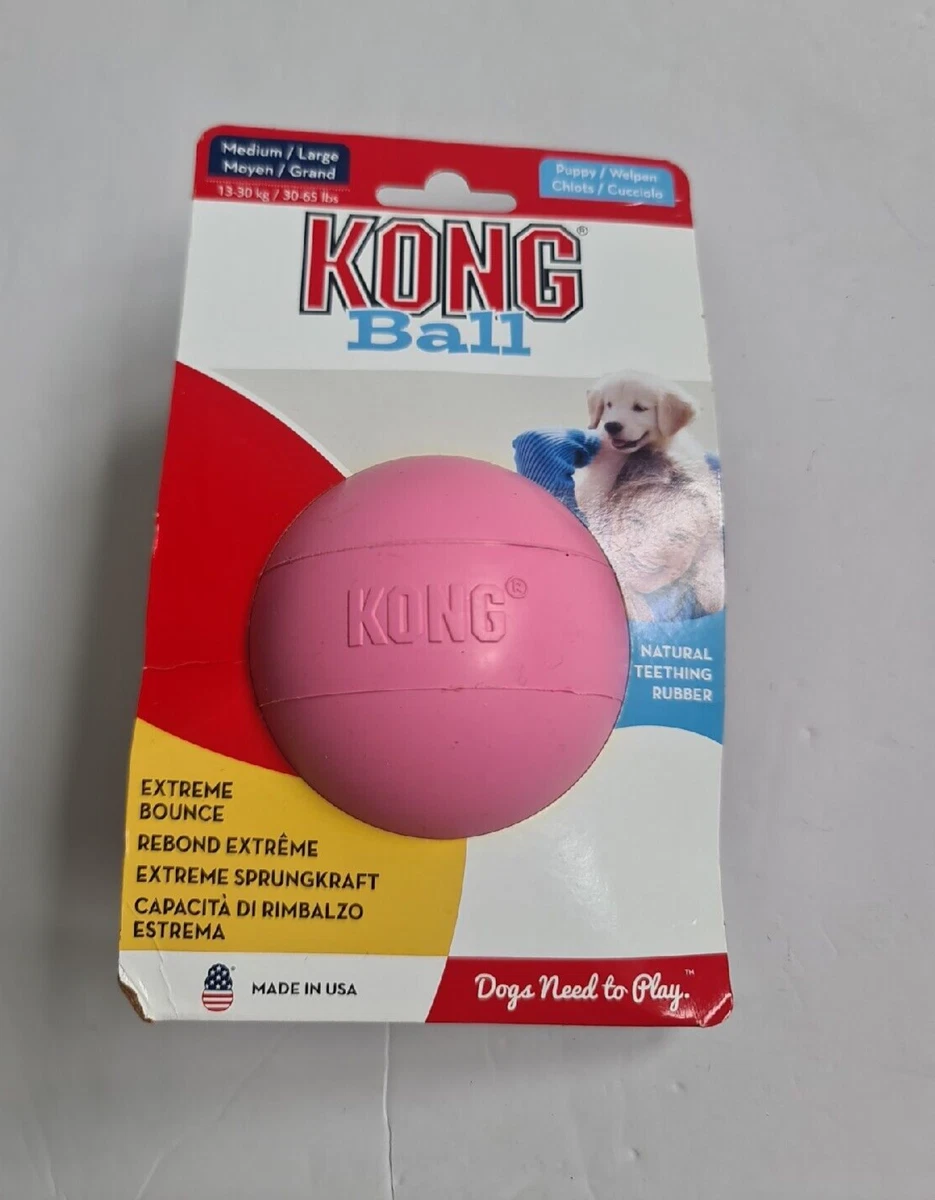 Medium / Large
Moyen / Grand
13-30 kg / 30-65 lbs
Puppy / Welpen
Chiots / Cucciolo
KONG®
Ball
KONG®
NATURAL
TEETHING
RUBBER
EXTREME
BOUNCE
REBOND EXTRÊME
EXTREME SPRUNGKRAFT
CAPACITÀ DI RIMBALZO
ESTREMA
MADE IN USA
Dogs Need to Play.™